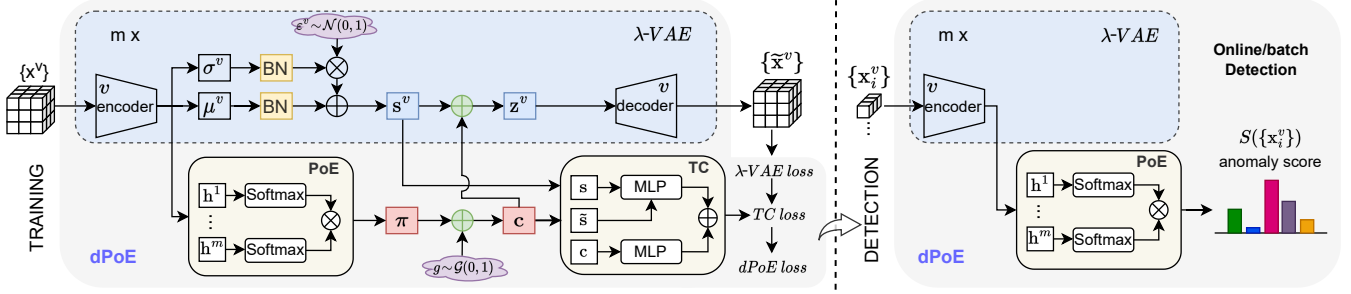 m x
ε^v~𝒩(0,1)
λ-VAE
{x^v}
v
encoder
σ^v
BN
μ^v
BN
s^v
z^v
v
decoder
{x̃^v}
TRAINING
PoE
h^1
Softmax
⋮
h^m
Softmax
π
g~𝒢(0,1)
c
TC
s
MLP
s̃
c
MLP
λ-VAE loss
TC loss
dPoE loss
dPoE
m x
λ-VAE
{x_i^v}
...
v
encoder
DETECTION
PoE
h^1
Softmax
⋮
h^m
Softmax
dPoE
Online/batch
Detection
S({x_i^v})
anomaly score